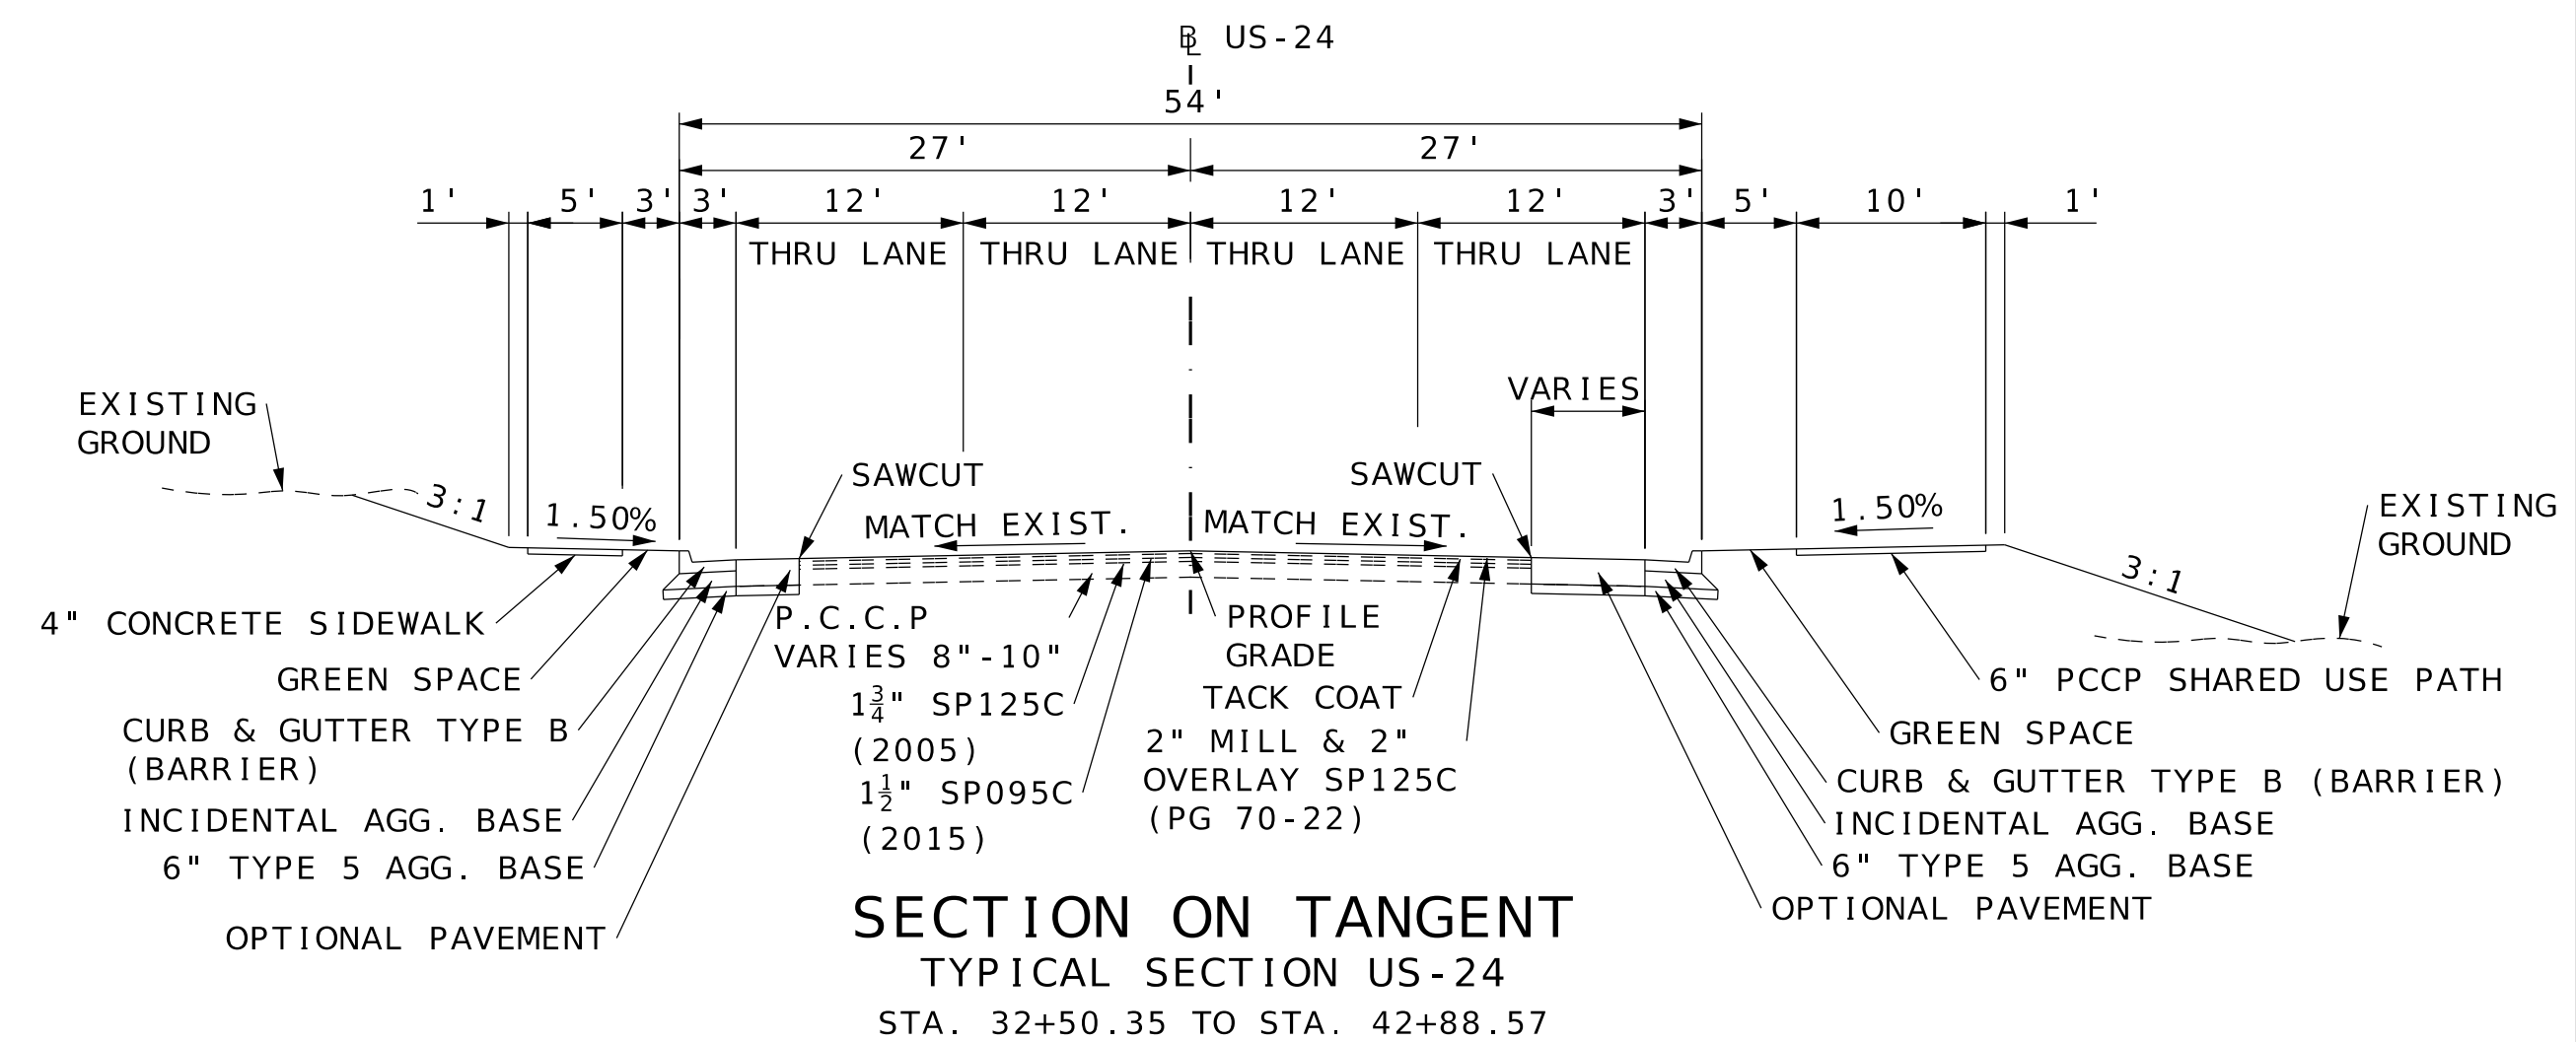 ℄ US-24
54'
27' 27'
1' 5' 3' 3' 12' 12' 12' 12' 3' 5' 10' 1'
THRU LANE THRU LANE THRU LANE THRU LANE
VARIES
EXISTING
GROUND
SAWCUT
SAWCUT
3:1
1.50%
MATCH EXIST.
MATCH EXIST.
1.50%
EXISTING
GROUND
3:1
4" CONCRETE SIDEWALK
GREEN SPACE
CURB & GUTTER TYPE B
(BARRIER)
INCIDENTAL AGG. BASE
6" TYPE 5 AGG. BASE
OPTIONAL PAVEMENT
P.C.C.P
VARIES 8"-10"
1 3/4" SP125C
(2005)
1 1/2" SP095C
(2015)
PROFILE
GRADE
TACK COAT
2" MILL & 2"
OVERLAY SP125C
(PG 70-22)
6" PCCP SHARED USE PATH
GREEN SPACE
CURB & GUTTER TYPE B (BARRIER)
INCIDENTAL AGG. BASE
6" TYPE 5 AGG. BASE
OPTIONAL PAVEMENT
SECTION ON TANGENT
TYPICAL SECTION US-24
STA. 32+50.35 TO STA. 42+88.57